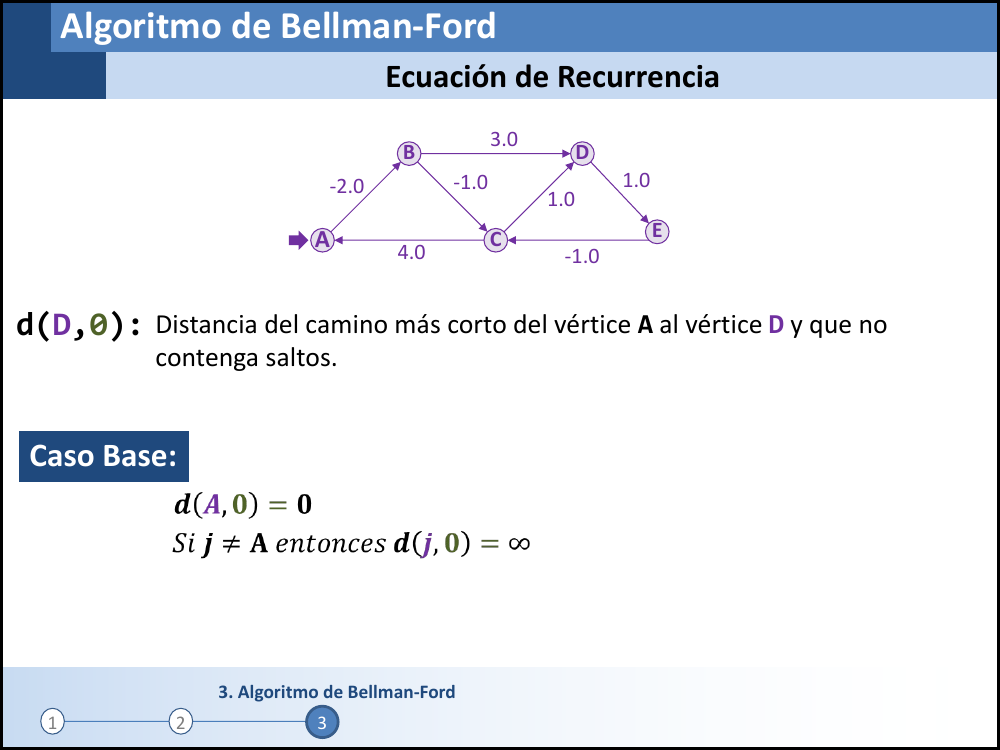 Algoritmo de Bellman-Ford
Ecuación de Recurrencia
3.0
B
D
-2.0
-1.0
1.0
1.0
A
C
E
4.0
-1.0
d(D,0): Distancia del camino más corto del vértice A al vértice D y que no
contenga saltos.
Caso Base:
d(A,0) = 0
Si j ≠ A entonces d(j,0) = ∞
3. Algoritmo de Bellman-Ford
1 2 3